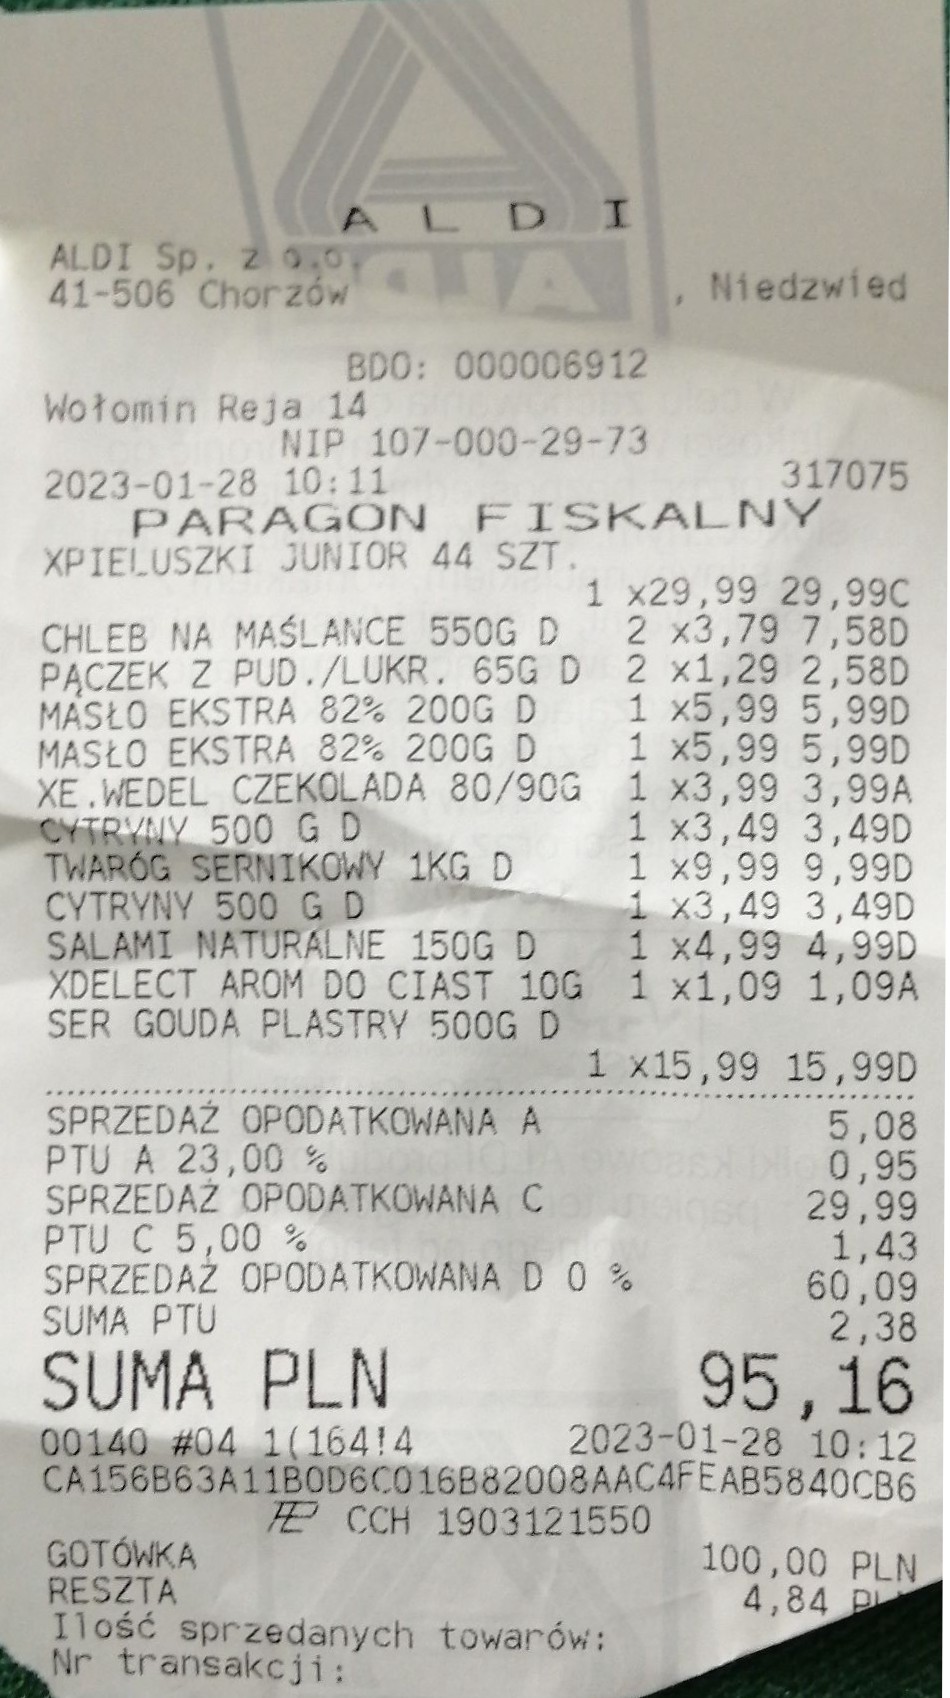 A L D I
ALDI Sp. z o.o.
41-506 Chorzów , Niedzwied
BDO: 000006912
Wołomin Reja 14
NIP 107-000-29-73
2023-01-28 10:11 317075
PARAGON FISKALNY
XPIELUSZKI JUNIOR 44 SZT.
1 x29,99 29,99C
CHLEB NA MAŚLANCE 550G D 2 x3,79 7,58D
PĄCZEK Z PUD./LUKR. 65G D 2 x1,29 2,58D
MASŁO EKSTRA 82% 200G D 1 x5,99 5,99D
MASŁO EKSTRA 82% 200G D 1 x5,99 5,99D
XE.WEDEL CZEKOLADA 80/90G 1 x3,99 3,99A
CYTRYNY 500 G D 1 x3,49 3,49D
TWARÓG SERNIKOWY 1KG D 1 x9,99 9,99D
CYTRYNY 500 G D 1 x3,49 3,49D
SALAMI NATURALNE 150G D 1 x4,99 4,99D
XDELECT AROM DO CIAST 10G 1 x1,09 1,09A
SER GOUDA PLASTRY 500G D
1 x15,99 15,99D
SPRZEDAŻ OPODATKOWANA A 5,08
PTU A 23,00 % 0,95
SPRZEDAŻ OPODATKOWANA C 29,99
PTU C 5,00 % 1,43
SPRZEDAŻ OPODATKOWANA D 0 % 60,09
SUMA PTU 2,38
SUMA PLN 95,16
00140 #04 1(164!4 2023-01-28 10:12
CA156B63A11B0D6C016B82008AAC4FEAB5840CB6
CCH 1903121550
GOTÓWKA 100,00 PLN
RESZTA 4,84
Ilość sprzedanych towarów:
Nr transakcji: